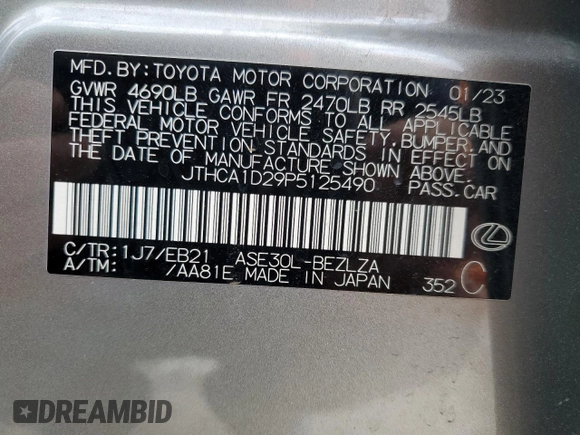 MFD. BY: TOYOTA MOTOR CORPORATION 01/23
GVWR 4690LB GAWR FR 2470LB RR 2545LB
THIS VEHICLE CONFORMS TO ALL APPLICABLE
FEDERAL MOTOR VEHICLE SAFETY, BUMPER, AND
THEFT PREVENTION STANDARDS IN EFFECT ON
THE DATE OF MANUFACTURE SHOWN ABOVE.
JTHCA1D29P5125490 PASS.CAR
C/TR: 1J7/EB21 ASE30L-BEZLZA
A/TM: /AA81E MADE IN JAPAN 352 C
DREAMBID